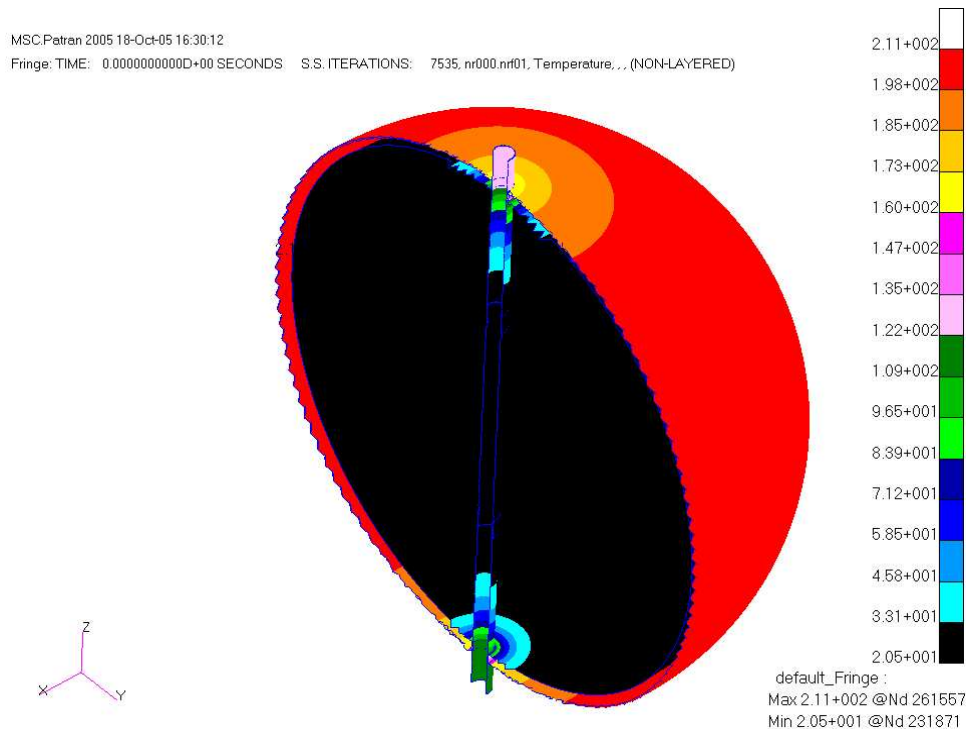 MSC.Patran 2005 18-Oct-05 16:30:12
Fringe: TIME: 0.0000000000D+00 SECONDS S.S. ITERATIONS: 7535, nr000.nrf01, Temperature, , , (NON-LAYERED)
2.11+002
1.98+002
1.85+002
1.73+002
1.60+002
1.47+002
1.35+002
1.22+002
1.09+002
9.65+001
8.39+001
7.12+001
5.85+001
4.58+001
3.31+001
2.05+001
Z
X
Y
default_Fringe :
Max 2.11+002 @Nd 261557
Min 2.05+001 @Nd 231871